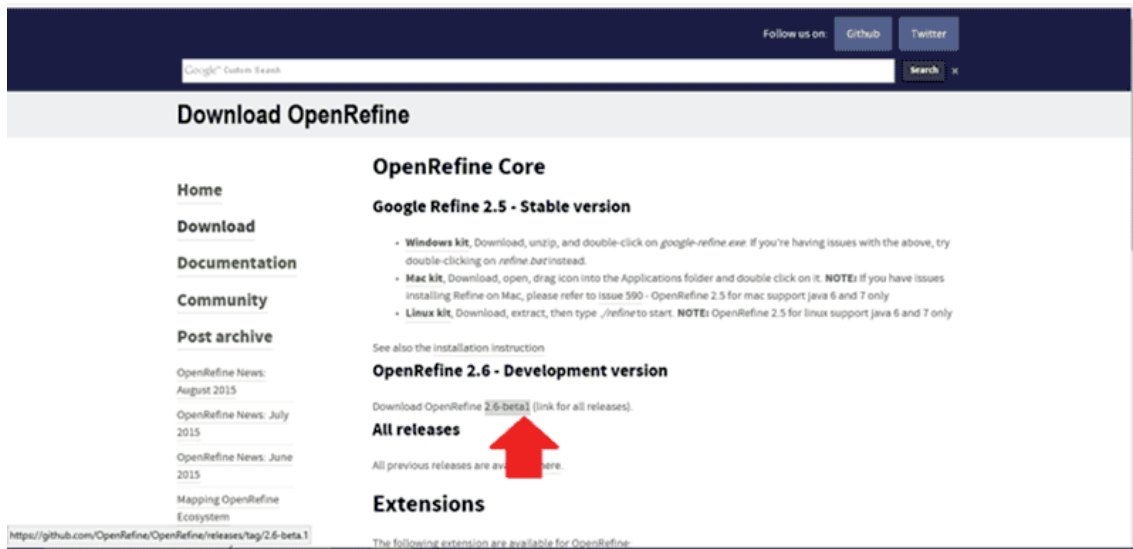 Follow us on: Github Twitter
Google™ Custom Search Search ×
Download OpenRefine
Home
Download
Documentation
Community
Post archive
OpenRefine News:
August 2015
OpenRefine News: July
2015
OpenRefine News: June
2015
Mapping OpenRefine
Ecosystem
OpenRefine Core
Google Refine 2.5 - Stable version
• Windows kit, Download, unzip, and double-click on google-refine.exe. If you're having issues with the above, try
double-clicking on refine.bat instead.
• Mac kit, Download, open, drag icon into the Applications folder and double click on it. NOTE: If you have issues
installing Refine on Mac, please refer to issue 590 - OpenRefine 2.5 for mac support java 6 and 7 only
• Linux kit, Download, extract, then type ./refine to start. NOTE: OpenRefine 2.5 for linux support java 6 and 7 only
See also the installation instruction
OpenRefine 2.6 - Development version
Download OpenRefine 2.6-beta1 (link for all releases).
All releases
All previous releases are here.
Extensions
The following extension are available for OpenRefine:
https://github.com/OpenRefine/OpenRefine/releases/tag/2.6-beta.1